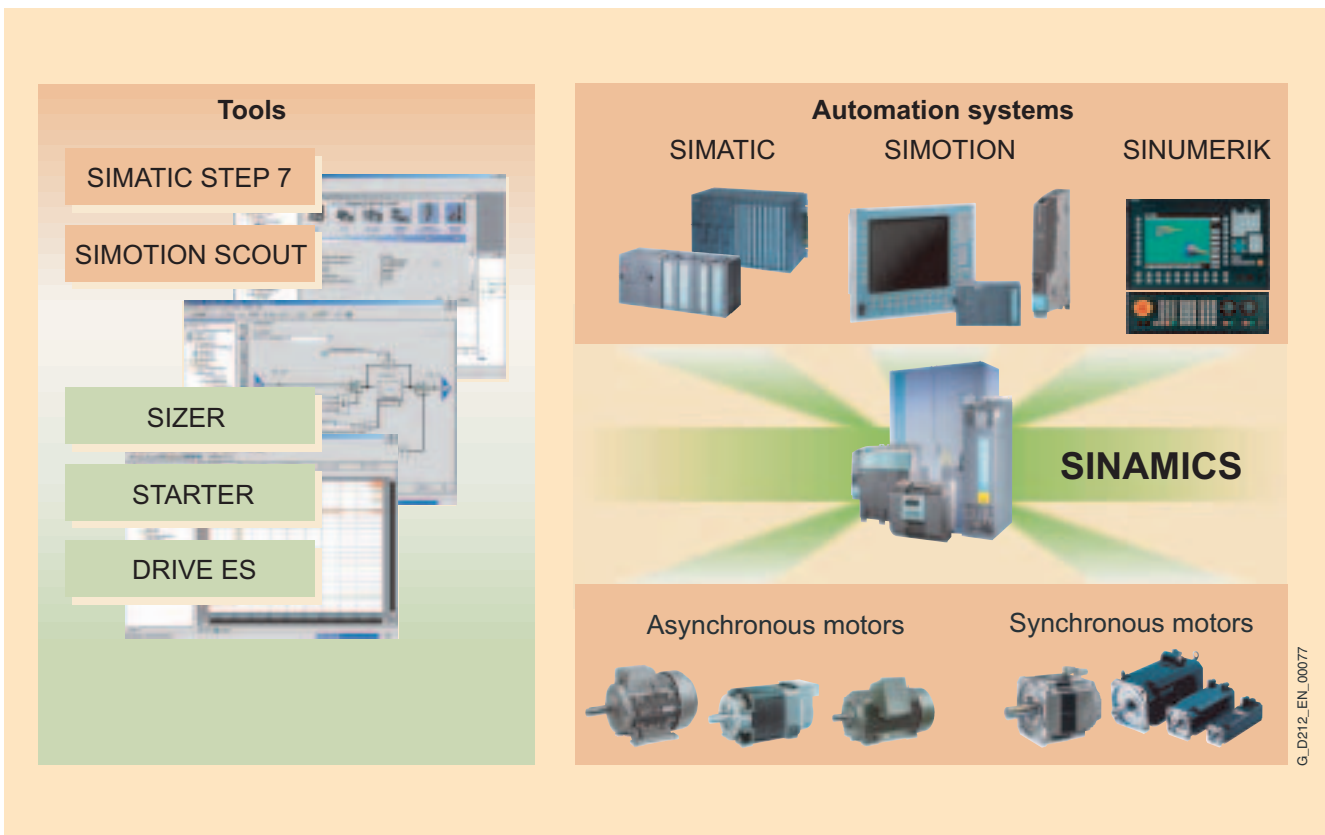 Tools
SIMATIC STEP 7
SIMOTION SCOUT
SIZER
STARTER
DRIVE ES
Automation systems
SIMATIC
SIMOTION
SINUMERIK
SINAMICS
Asynchronous motors
Synchronous motors
G_D212_EN_00077